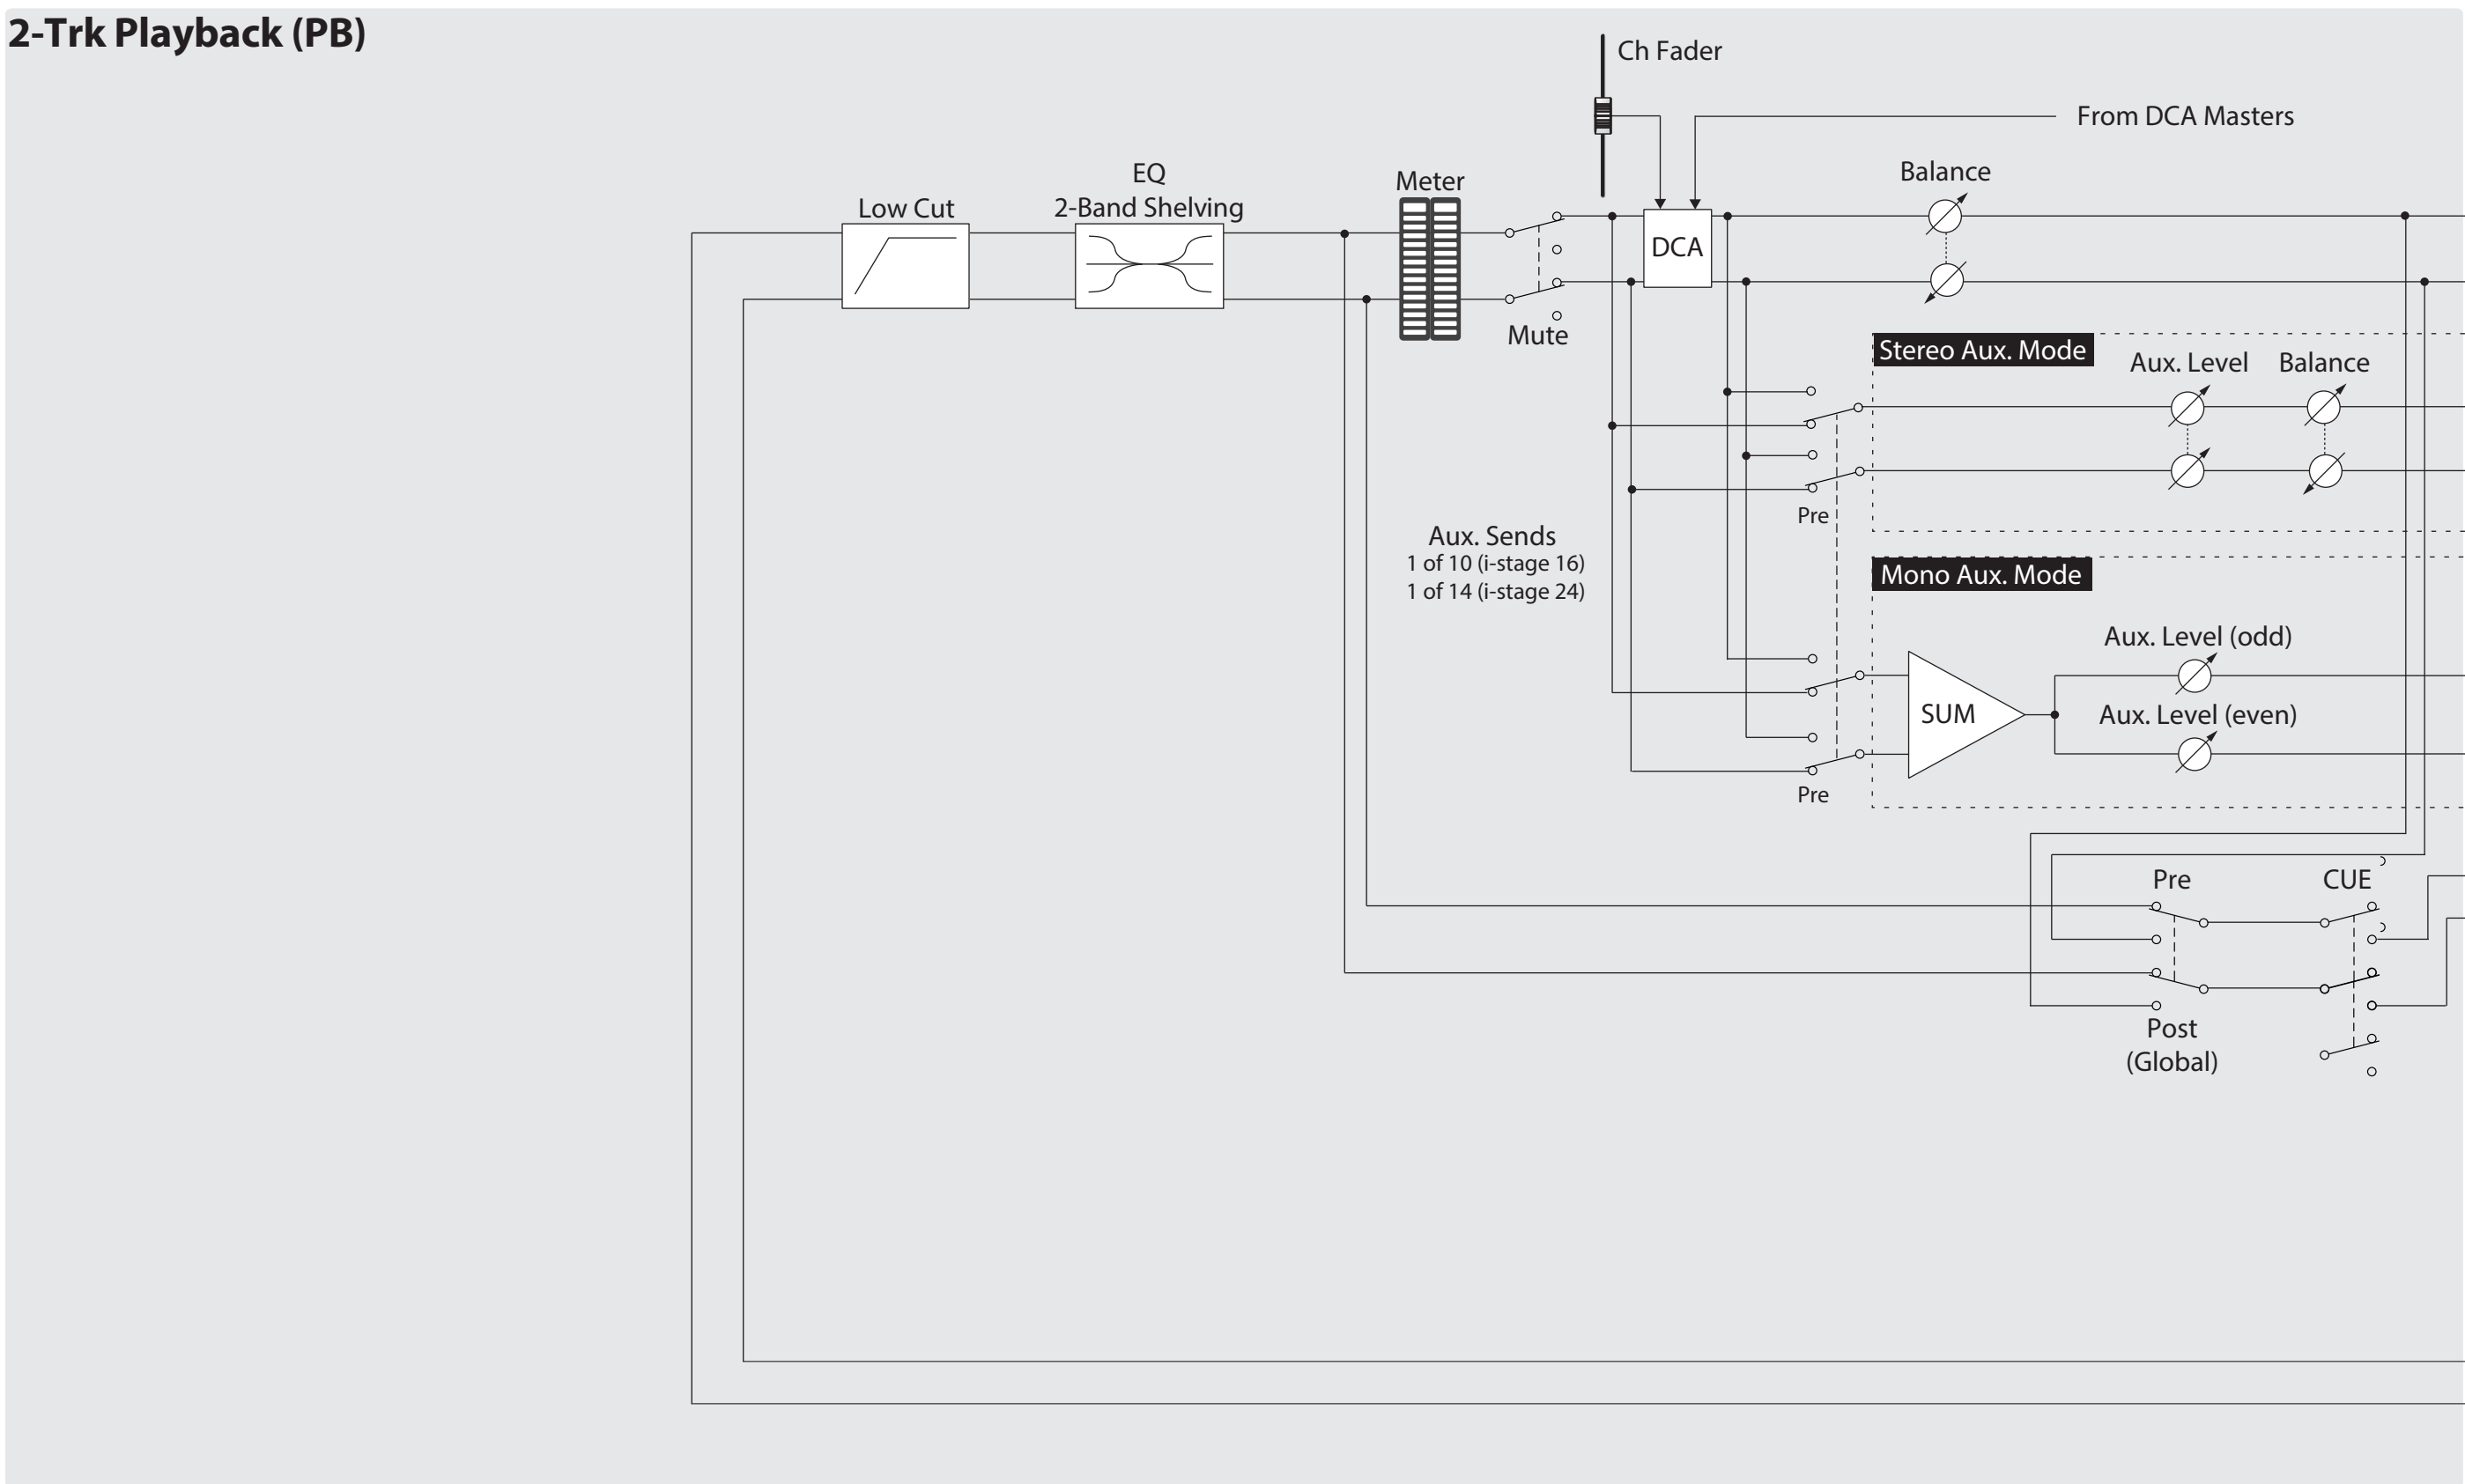 2-Trk Playback (PB)
Ch Fader
From DCA Masters
EQ
Low Cut
2-Band Shelving
Meter
Balance
DCA
Mute
Stereo Aux. Mode
Aux. Level
Balance
Pre
Aux. Sends
1 of 10 (i-stage 16)
1 of 14 (i-stage 24)
Mono Aux. Mode
Aux. Level (odd)
SUM
Aux. Level (even)
Pre
Pre
CUE
Post
(Global)